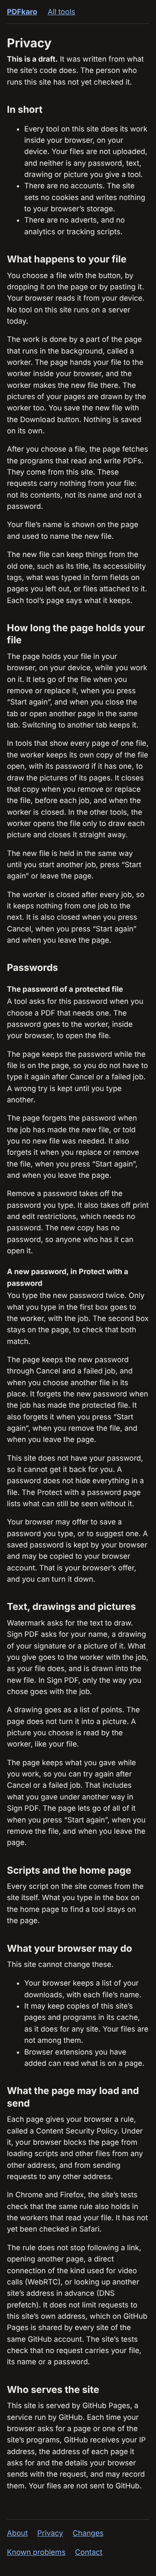 PDFkaro All tools
Privacy
This is a draft. It was written from what
the site’s code does. The person who
runs this site has not yet checked it.
In short
• Every tool on this site does its work
inside your browser, on your
device. Your files are not uploaded,
and neither is any password, text,
drawing or picture you give a tool.
• There are no accounts. The site
sets no cookies and writes nothing
to your browser’s storage.
• There are no adverts, and no
analytics or tracking scripts.
What happens to your file
You choose a file with the button, by
dropping it on the page or by pasting it.
Your browser reads it from your device.
No tool on this site runs on a server
today.
The work is done by a part of the page
that runs in the background, called a
worker. The page hands your file to the
worker inside your browser, and the
worker makes the new file there. The
pictures of your pages are drawn by the
worker too. You save the new file with
the Download button. Nothing is saved
on its own.
After you choose a file, the page fetches
the programs that read and write PDFs.
They come from this site. These
requests carry nothing from your file:
not its contents, not its name and not a
password.
Your file’s name is shown on the page
and used to name the new file.
The new file can keep things from the
old one, such as its title, its accessibility
tags, what was typed in form fields on
pages you left out, or files attached to it.
Each tool’s page says what it keeps.
How long the page holds your
file
The page holds your file in your
browser, on your device, while you work
on it. It lets go of the file when you
remove or replace it, when you press
“Start again”, and when you close the
tab or open another page in the same
tab. Switching to another tab keeps it.
In tools that show every page of one file,
the worker keeps its own copy of the file
open, with its password if it has one, to
draw the pictures of its pages. It closes
that copy when you remove or replace
the file, before each job, and when the
worker is closed. In the other tools, the
worker opens the file only to draw each
picture and closes it straight away.
The new file is held in the same way
until you start another job, press “Start
again” or leave the page.
The worker is closed after every job, so
it keeps nothing from one job to the
next. It is also closed when you press
Cancel, when you press “Start again”
and when you leave the page.
Passwords
The password of a protected file
A tool asks for this password when you
choose a PDF that needs one. The
password goes to the worker, inside
your browser, to open the file.
The page keeps the password while the
file is on the page, so you do not have to
type it again after Cancel or a failed job.
A wrong try is kept until you type
another.
The page forgets the password when
the job has made the new file, or told
you no new file was needed. It also
forgets it when you replace or remove
the file, when you press “Start again”,
and when you leave the page.
Remove a password takes off the
password you type. It also takes off print
and edit restrictions, which needs no
password. The new copy has no
password, so anyone who has it can
open it.
A new password, in Protect with a
password
You type the new password twice. Only
what you type in the first box goes to
the worker, with the job. The second box
stays on the page, to check that both
match.
The page keeps the new password
through Cancel and a failed job, and
when you choose another file in its
place. It forgets the new password when
the job has made the protected file. It
also forgets it when you press “Start
again”, when you remove the file, and
when you leave the page.
This site does not have your password,
so it cannot get it back for you. A
password does not hide everything in a
file. The Protect with a password page
lists what can still be seen without it.
Your browser may offer to save a
password you type, or to suggest one. A
saved password is kept by your browser
and may be copied to your browser
account. That is your browser’s offer,
and you can turn it down.
Text, drawings and pictures
Watermark asks for the text to draw.
Sign PDF asks for your name, a drawing
of your signature or a picture of it. What
you give goes to the worker with the job,
as your file does, and is drawn into the
new file. In Sign PDF, only the way you
chose goes with the job.
A drawing goes as a list of points. The
page does not turn it into a picture. A
picture you choose is read by the
worker, like your file.
The page keeps what you gave while
you work, so you can try again after
Cancel or a failed job. That includes
what you gave under another way in
Sign PDF. The page lets go of all of it
when you press “Start again”, when you
remove the file, and when you leave the
page.
Scripts and the home page
Every script on the site comes from the
site itself. What you type in the box on
the home page to find a tool stays on
the page.
What your browser may do
This site cannot change these.
• Your browser keeps a list of your
downloads, with each file’s name.
• It may keep copies of this site’s
pages and programs in its cache,
as it does for any site. Your files are
not among them.
• Browser extensions you have
added can read what is on a page.
What the page may load and
send
Each page gives your browser a rule,
called a Content Security Policy. Under
it, your browser blocks the page from
loading scripts and other files from any
other address, and from sending
requests to any other address.
In Chrome and Firefox, the site’s tests
check that the same rule also holds in
the workers that read your file. It has not
yet been checked in Safari.
The rule does not stop following a link,
opening another page, a direct
connection of the kind used for video
calls (WebRTC), or looking up another
site’s address in advance (DNS
prefetch). It does not limit requests to
this site’s own address, which on GitHub
Pages is shared by every site of the
same GitHub account. The site’s tests
check that no request carries your file,
its name or a password.
Who serves the site
This site is served by GitHub Pages, a
service run by GitHub. Each time your
browser asks for a page or one of the
site’s programs, GitHub receives your IP
address, the address of each page it
asks for and the details your browser
sends with the request, and may record
them. Your files are not sent to GitHub.
About Privacy Changes
Known problems Contact